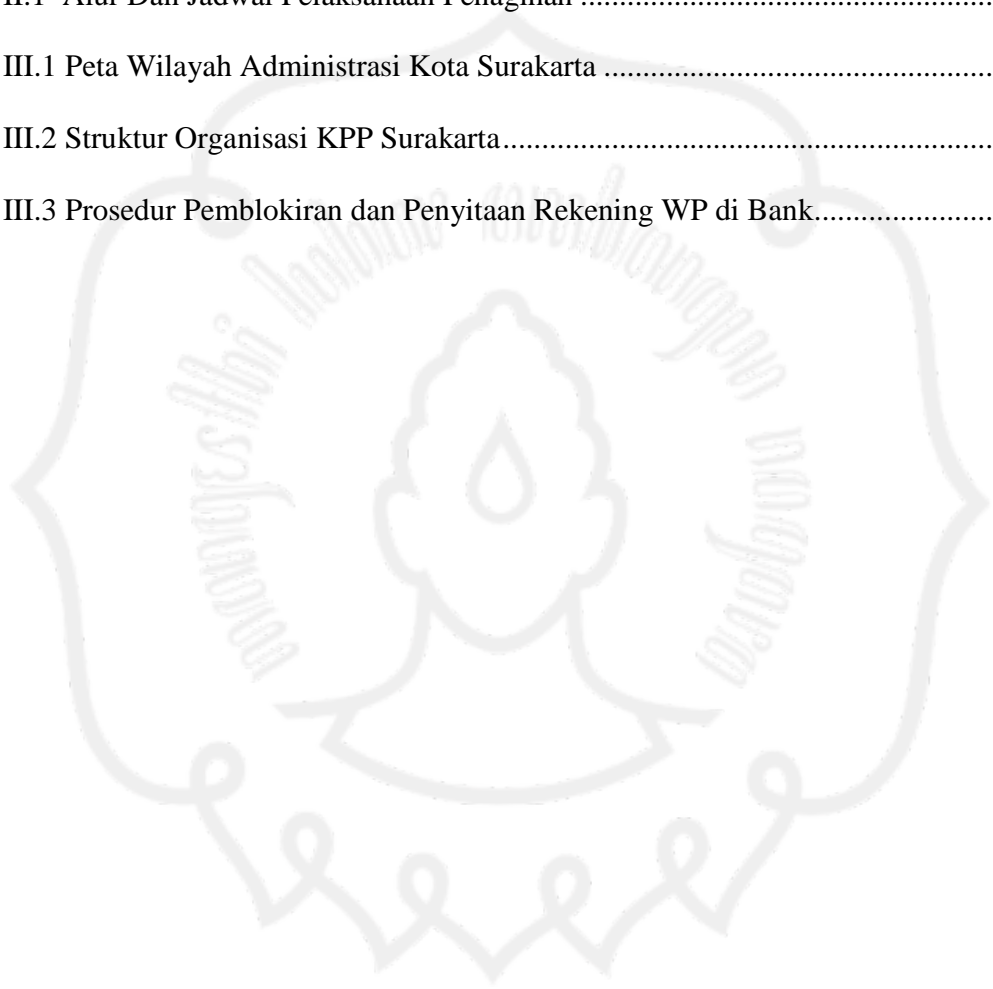 II.1 Alur Dan Jadwal Pelaksanaan Penagihan ....................................................
III.1 Peta Wilayah Administrasi Kota Surakarta .................................................
III.2 Struktur Organisasi KPP Surakarta..............................................................
III.3 Prosedur Pemblokiran dan Penyitaan Rekening WP di Bank.......................